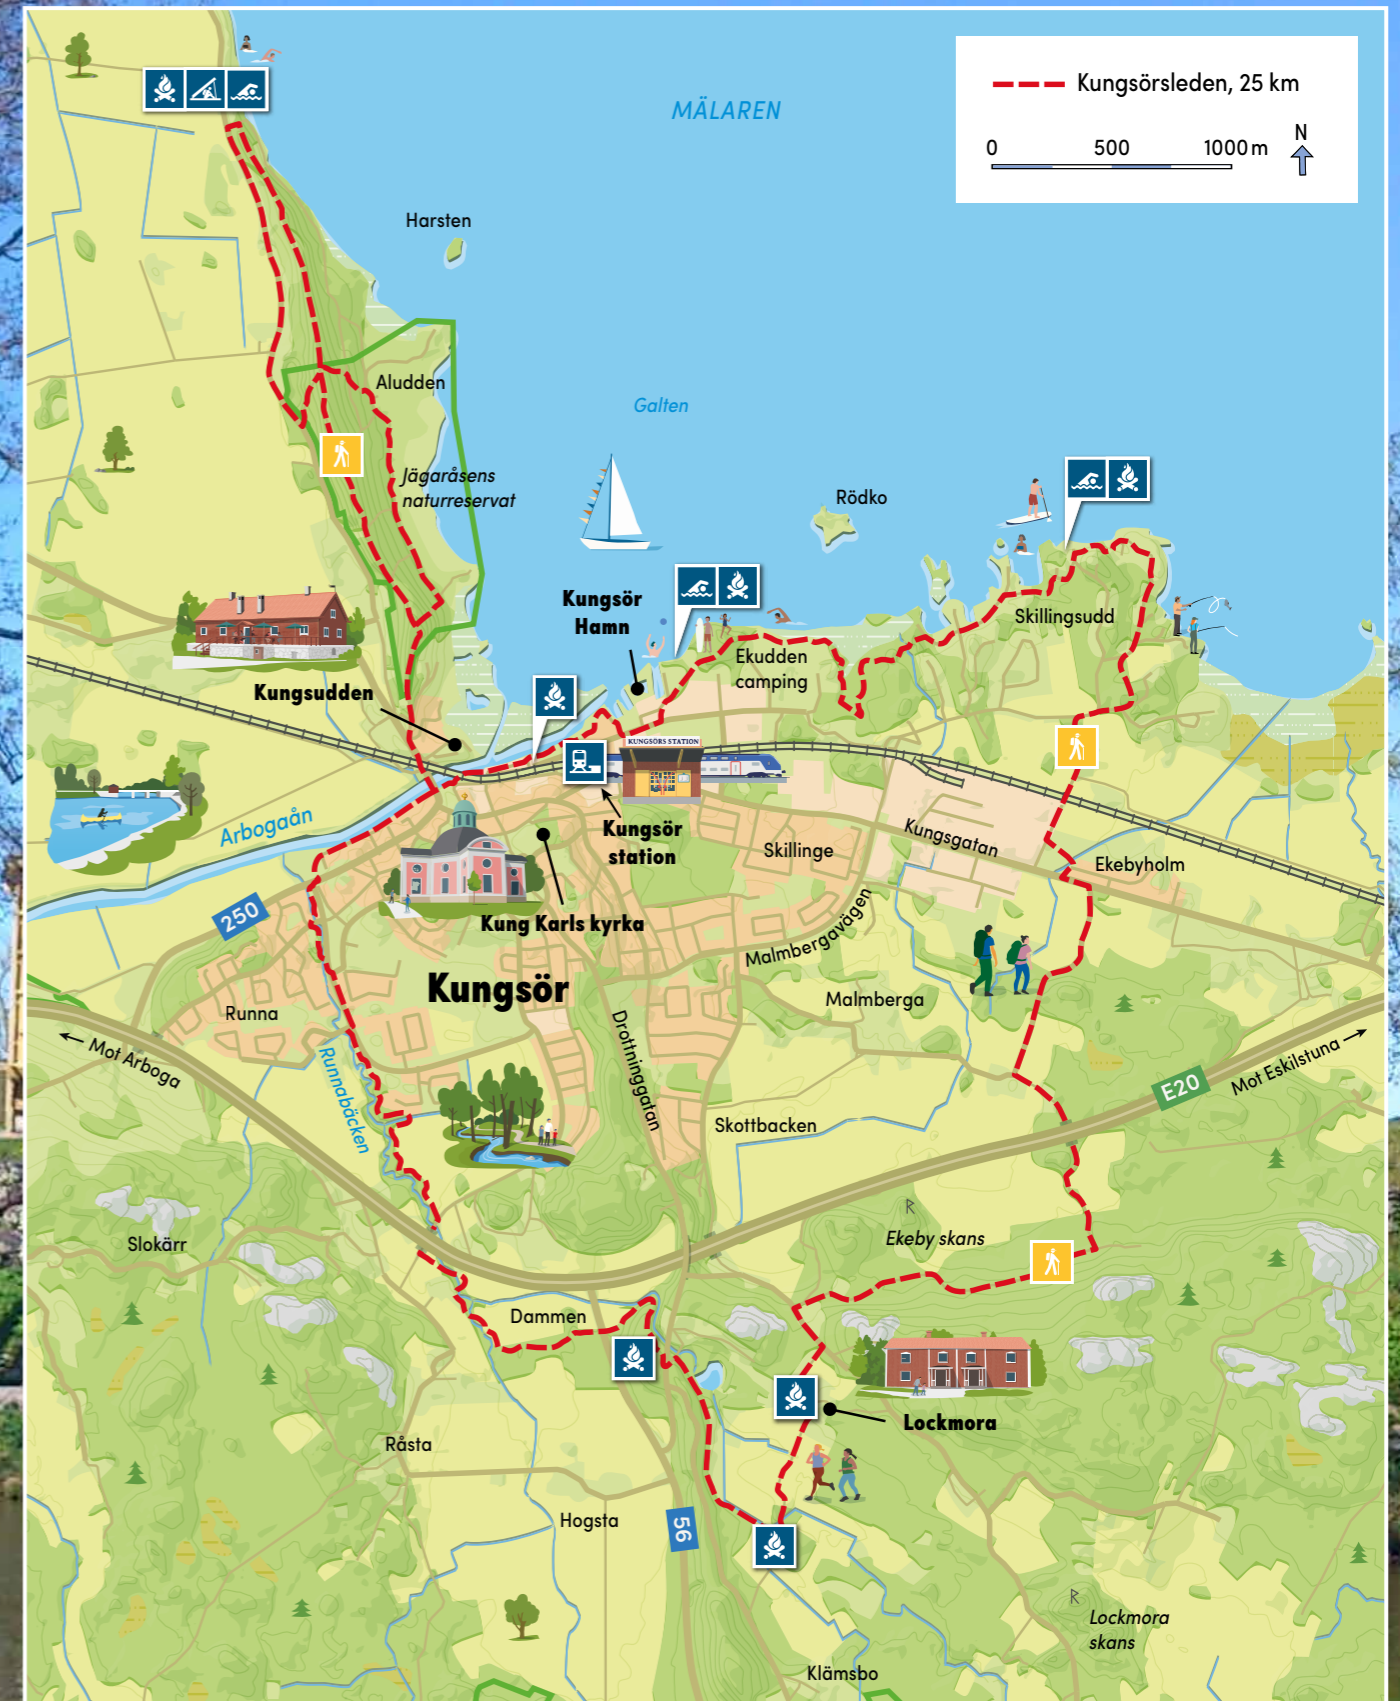 Kungsörsleden, 25 km
0 500 1000 m
N
MÄLAREN
Harsten
Aludden
Galten
Jägaråsens
naturreservat
Rödko
Kungsör
Hamn
Skillingsudd
Ekudden
camping
Kungsudden
KUNGSÖRS STATION
Arbogaån
Kungsör
station
Skillinge
Kungsgatan
Ekebyholm
250
Kung Karls kyrka
Malmbergavägen
Kungsör
Malmberga
Runna
Drottninggatan
Mot Arboga
Runnabäcken
Mot Eskilstuna
E20
Skottbacken
R
Ekeby skans
Slokärr
Dammen
Lockmora
Råsta
Hogsta
56
R
Lockmora
skans
Klämsbo